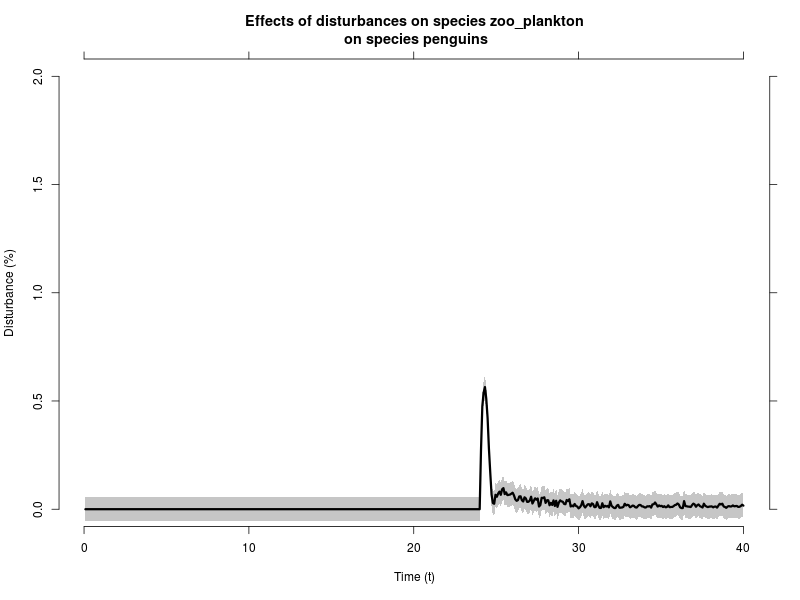 Effects of disturbances on species zoo_plankton
on species penguins
2.0
1.5
1.0
0.5
0.0
Disturbance (%)
0 10 20 30 40
Time (t)